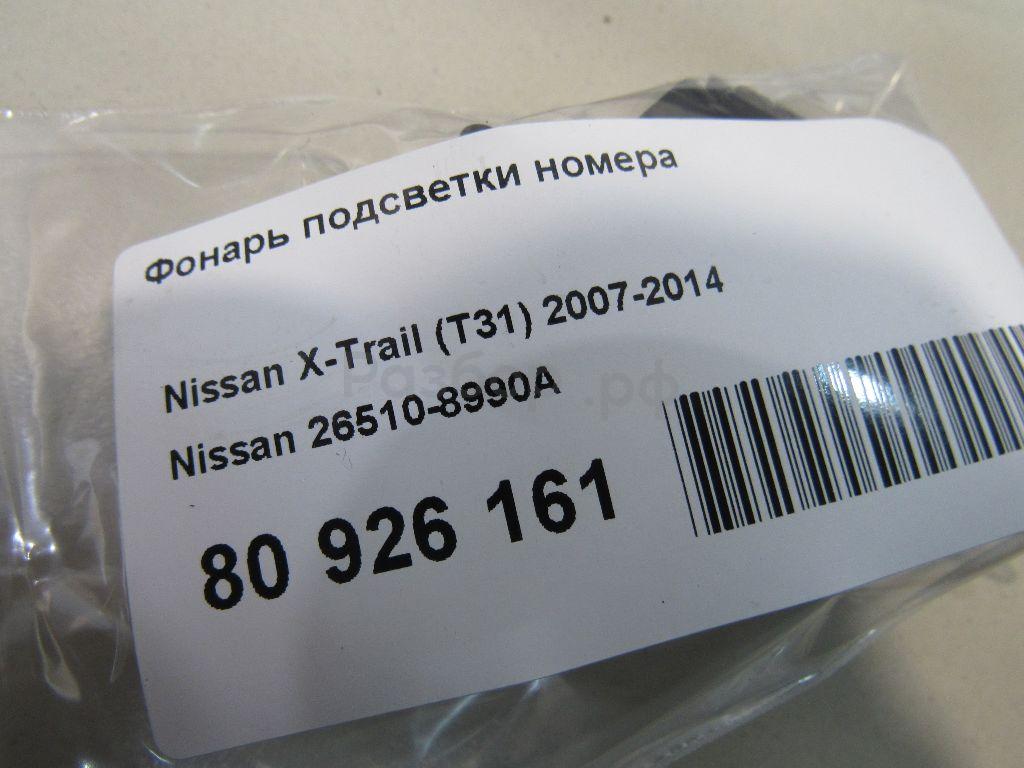 Фонарь подсветки номера
Nissan X-Trail (T31) 2007-2014
Nissan 26510-8990A
80 926 161